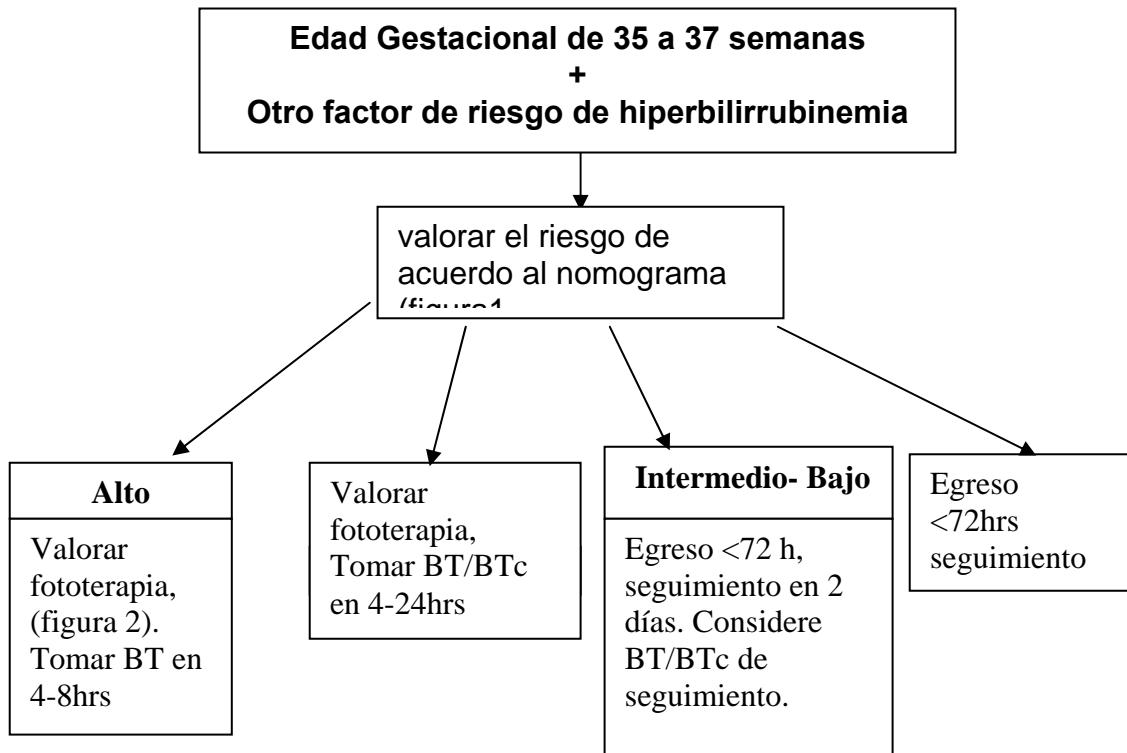 Edad Gestacional de 35 a 37 semanas
+
Otro factor de riesgo de hiperbilirrubinemia
valorar el riesgo de
acuerdo al nomograma
(figura1
Alto
Valorar
fototerapia,
(figura 2).
Tomar BT en
4-8hrs
Valorar
fototerapia,
Tomar BT/BTc
en 4-24hrs
Intermedio- Bajo
Egreso <72 h,
seguimiento en 2
días. Considere
BT/BTc de
seguimiento.
Egreso
<72hrs
seguimiento